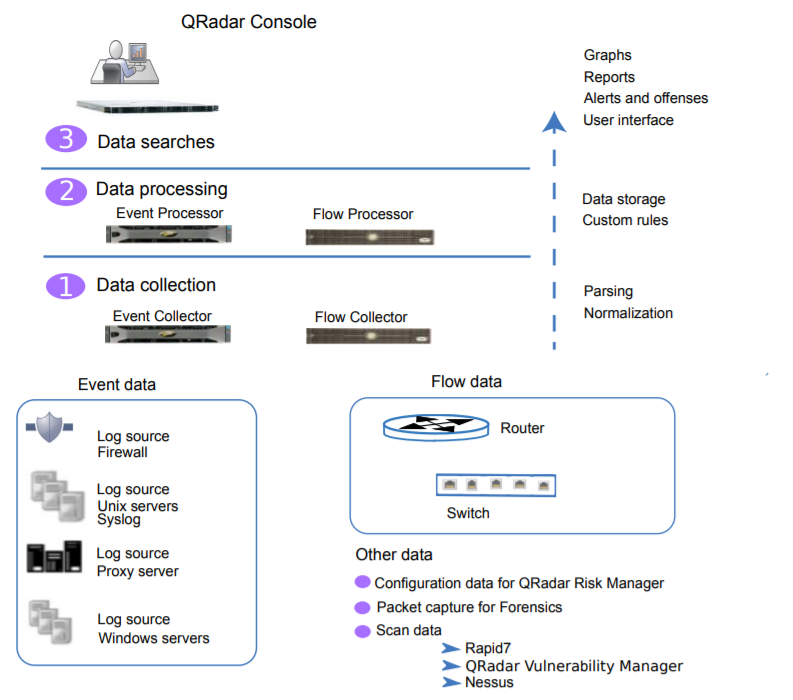 QRadar Console
Graphs
Reports
Alerts and offenses
User interface
3 Data searches
2 Data processing
Event Processor
Flow Processor
Data storage
Custom rules
1 Data collection
Event Collector
Flow Collector
Parsing
Normalization
Event data
Log source
Firewall
Log source
Unix servers
Syslog
Log source
Proxy server
Log source
Windows servers
Flow data
Router
Switch
Other data
Configuration data for QRadar Risk Manager
Packet capture for Forensics
Scan data
Rapid7
QRadar Vulnerability Manager
Nessus